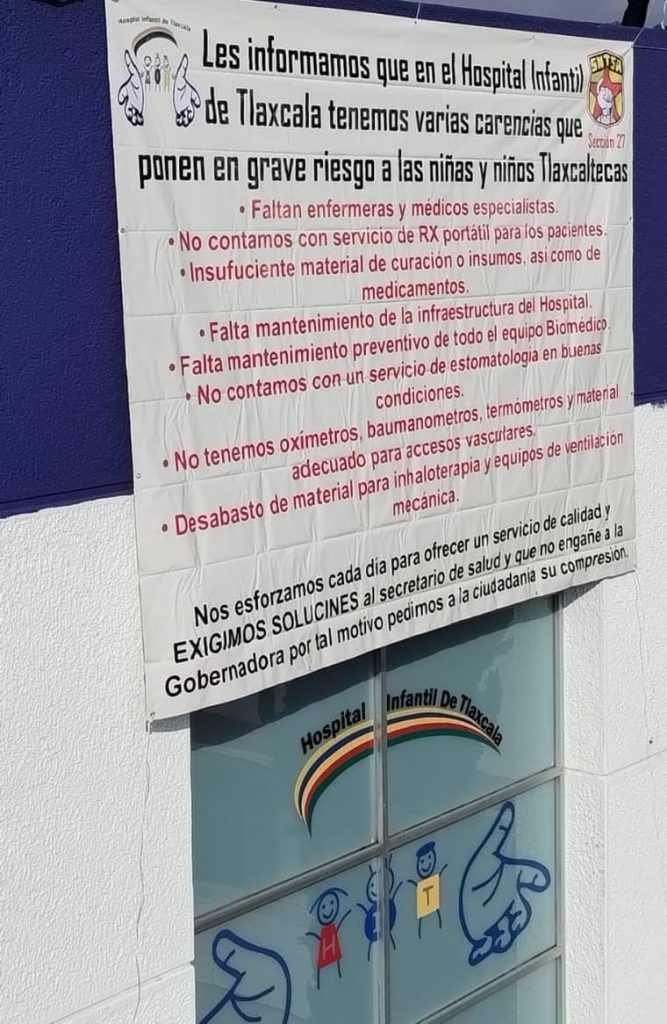 Hospital Infantil de Tlaxcala
SNTSA
Sección 27
Les informamos que en el Hospital Infantil
de Tlaxcala tenemos varias carencias que
ponen en grave riesgo a las niñas y niños Tlaxcaltecas
• Faltan enfermeras y médicos especialistas.
• No contamos con servicio de RX portátil para los pacientes.
• Insufuciente material de curación o insumos, asi como de
medicamentos.
• Falta mantenimiento de la infraestructura del Hospital.
• Falta mantenimiento preventivo de todo el equipo Biomédico.
• No contamos con un servicio de estomatologia en buenas
condiciones.
• No tenemos oxímetros, baumanometros, termómetros y material
adecuado para accesos vasculares.
• Desabasto de material para inhaloterapia y equipos de ventilación
mecánica.
Nos esforzamos cada día para ofrecer un servicio de calidad y
EXIGIMOS SOLUCINES al secretario de salud y que no engañe a la
Gobernadora por tal motivo pedimos a la ciudadania su compresión.
Hospital Infantil De Tlaxcala
H I T